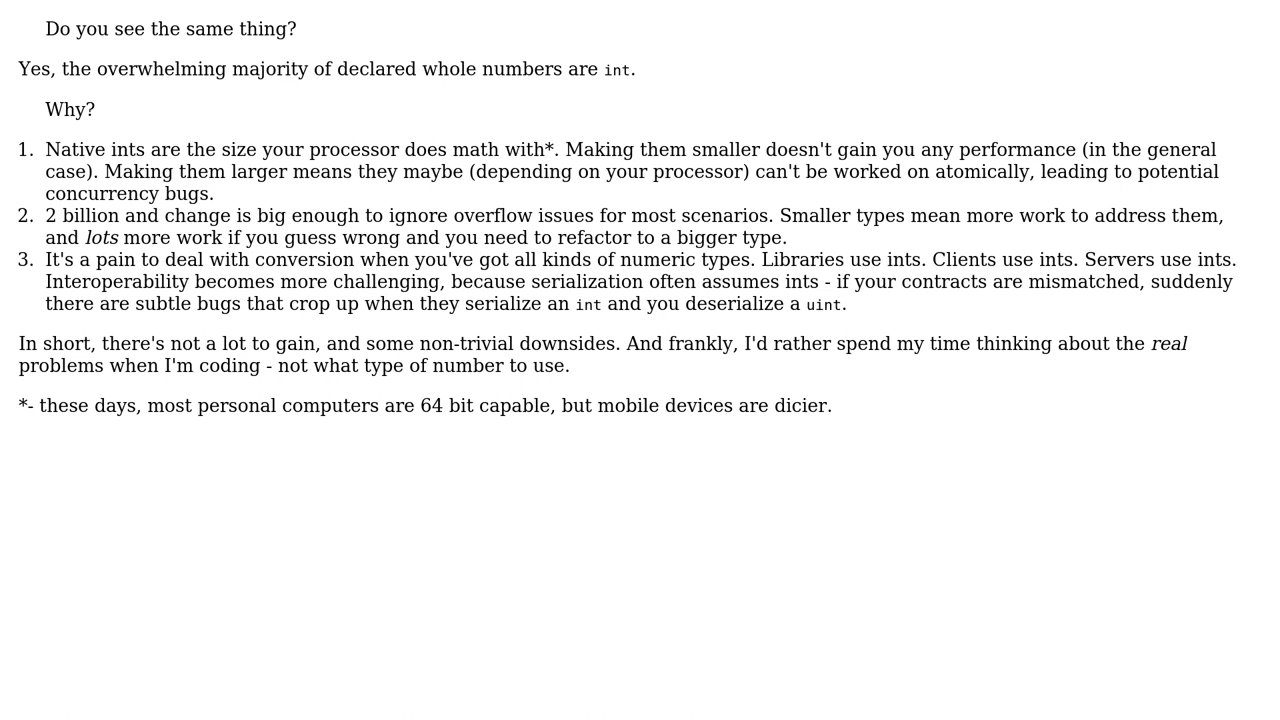 Do you see the same thing?
Yes, the overwhelming majority of declared whole numbers are int.
Why?
1. Native ints are the size your processor does math with*. Making them smaller doesn't gain you any performance (in the general
case). Making them larger means they maybe (depending on your processor) can't be worked on atomically, leading to potential
concurrency bugs.
2. 2 billion and change is big enough to ignore overflow issues for most scenarios. Smaller types mean more work to address them,
and lots more work if you guess wrong and you need to refactor to a bigger type.
3. It's a pain to deal with conversion when you've got all kinds of numeric types. Libraries use ints. Clients use ints. Servers use ints.
Interoperability becomes more challenging, because serialization often assumes ints - if your contracts are mismatched, suddenly
there are subtle bugs that crop up when they serialize an int and you deserialize a uint.
In short, there's not a lot to gain, and some non-trivial downsides. And frankly, I'd rather spend my time thinking about the real
problems when I'm coding - not what type of number to use.
*- these days, most personal computers are 64 bit capable, but mobile devices are dicier.